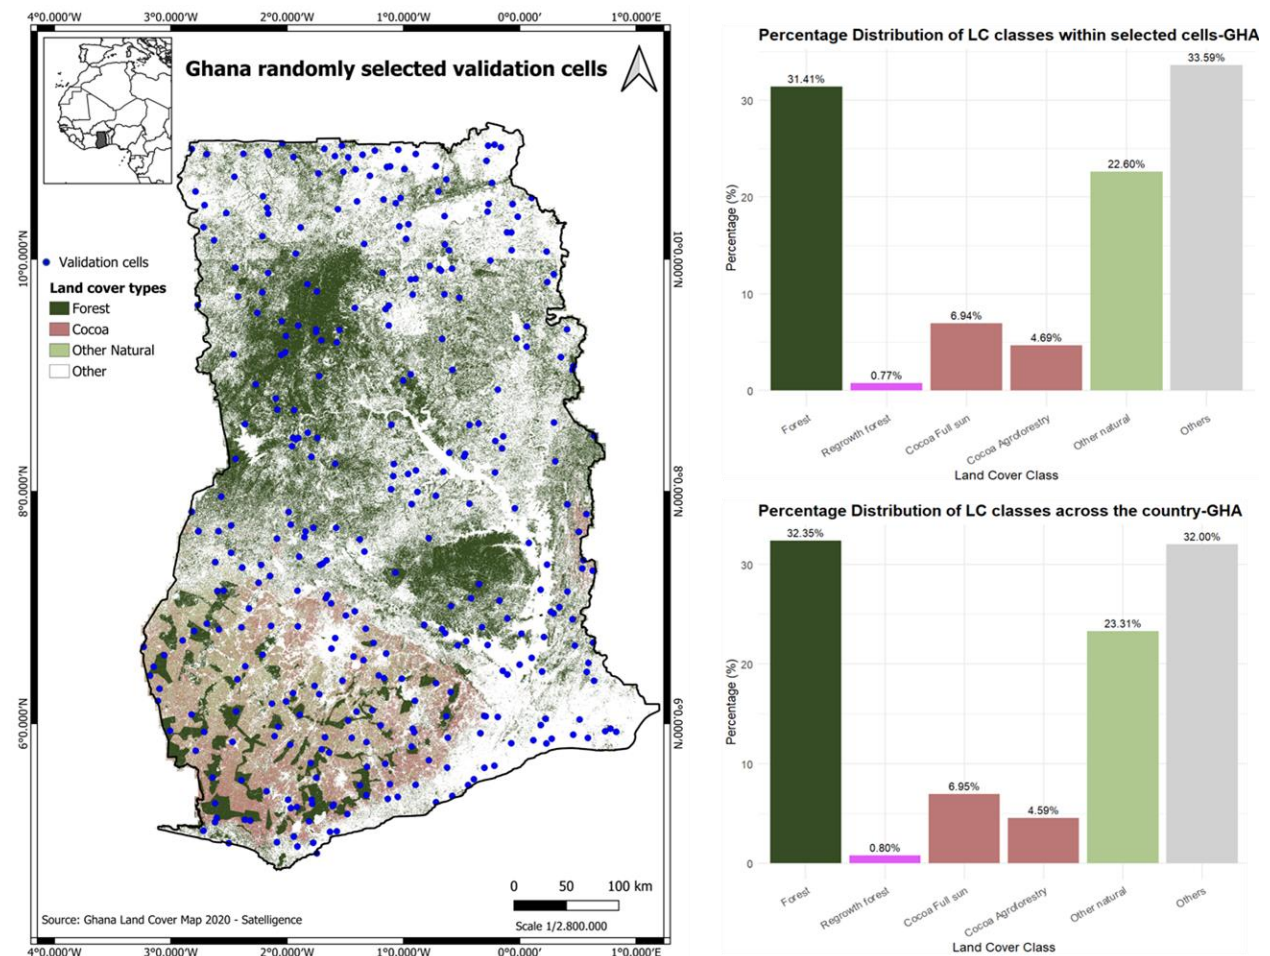 4°0.000'W 3°0.000'W 2°0.000'W 1°0.000'W 0°0.000' 1°0.000'E
Ghana randomly selected validation cells
10°0.000'N
8°0.000'N
6°0.000'N
Validation cells
Land cover types
Forest
Cocoa
Other Natural
Other
10°0.000'N
8°0.000'N
6°0.000'N
0 50 100 km
Scale 1/2.800.000
Source: Ghana Land Cover Map 2020 - Satelligence
4°0.000'W 3°0.000'W 2°0.000'W 1°0.000'W 0°0.000' 1°0.000'E
Percentage Distribution of LC classes within selected cells-GHA
Percentage (%)
30
20
10
0
31.41%
0.77%
6.94%
4.69%
22.60%
33.59%
Forest
Regrowth forest
Cocoa Full sun
Cocoa Agroforestry
Other natural
Others
Land Cover Class
Percentage Distribution of LC classes across the country-GHA
Percentage (%)
30
20
10
0
32.35%
0.80%
6.95%
4.59%
23.31%
32.00%
Forest
Regrowth forest
Cocoa Full sun
Cocoa Agroforestry
Other natural
Others
Land Cover Class